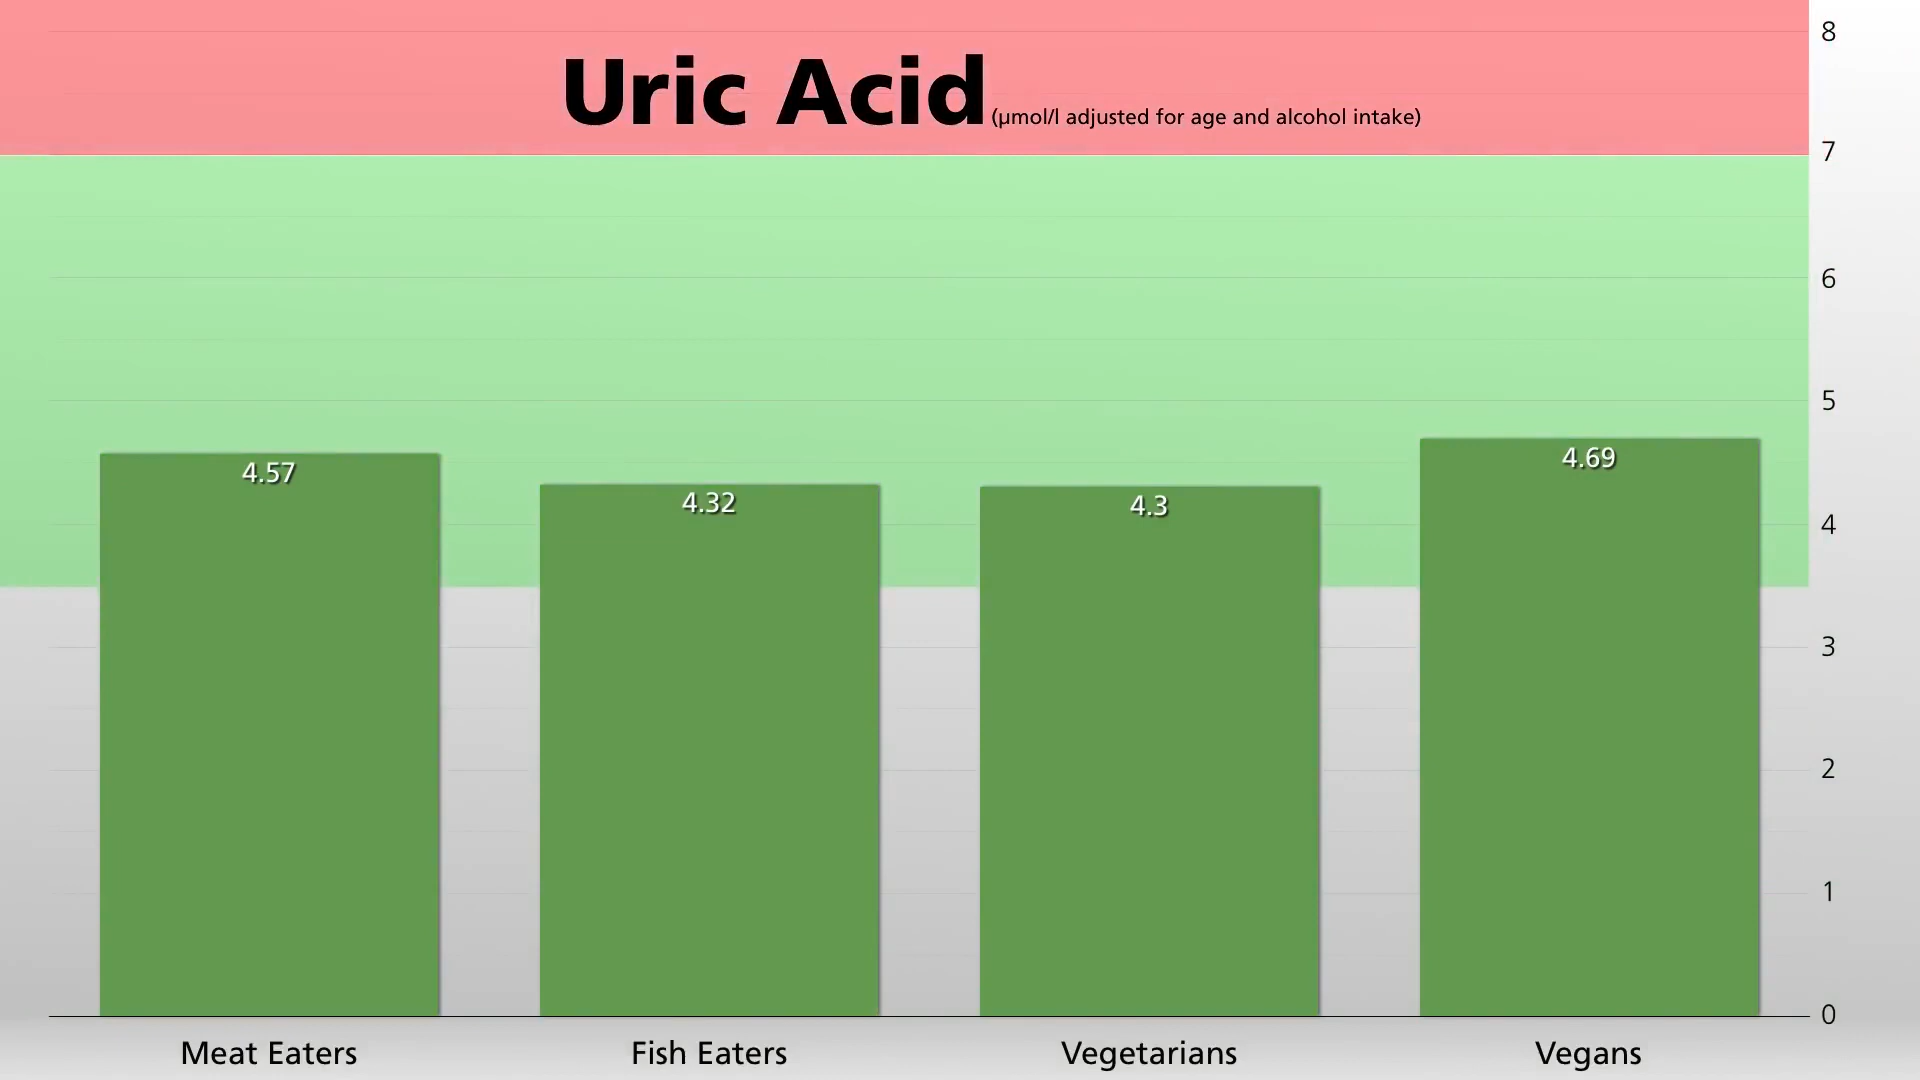 8
Uric Acid (µmol/l adjusted for age and alcohol intake)
7
6
5
4.57
4.32
4.3
4.69
4
3
2
1
0
Meat Eaters
Fish Eaters
Vegetarians
Vegans